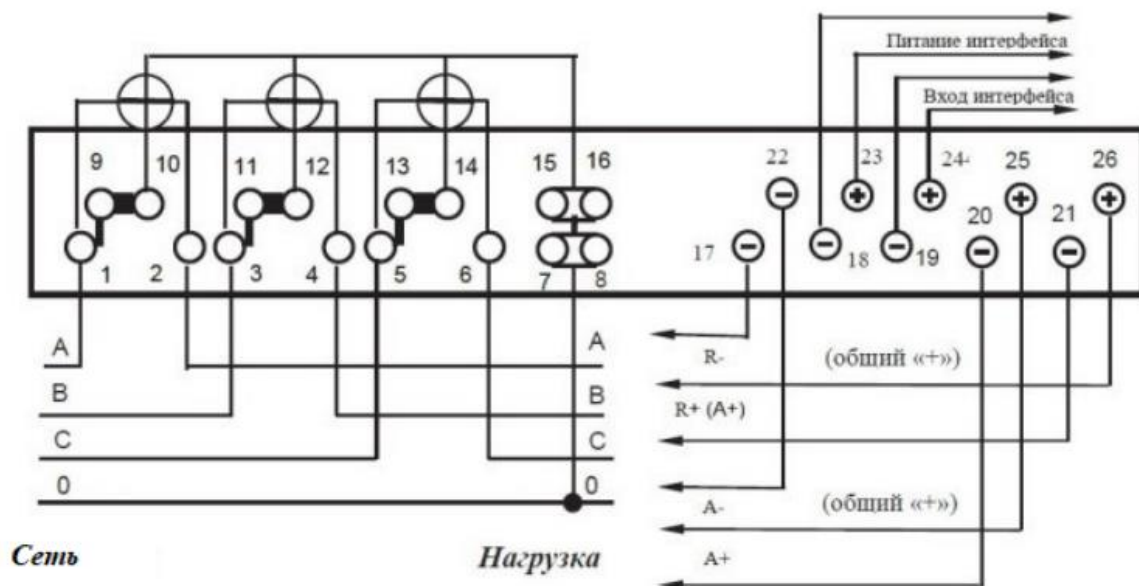 Питание интерфейса
Вход интерфейса
9 10 11 12 13 14 15 16 22 23 24 25 26
1 2 3 4 5 6 7 8 17 18 19 20 21
A A R- (общий «+»)
B B R+ (A+)
C C
0 0 A- (общий «+»)
Сеть Нагрузка A+